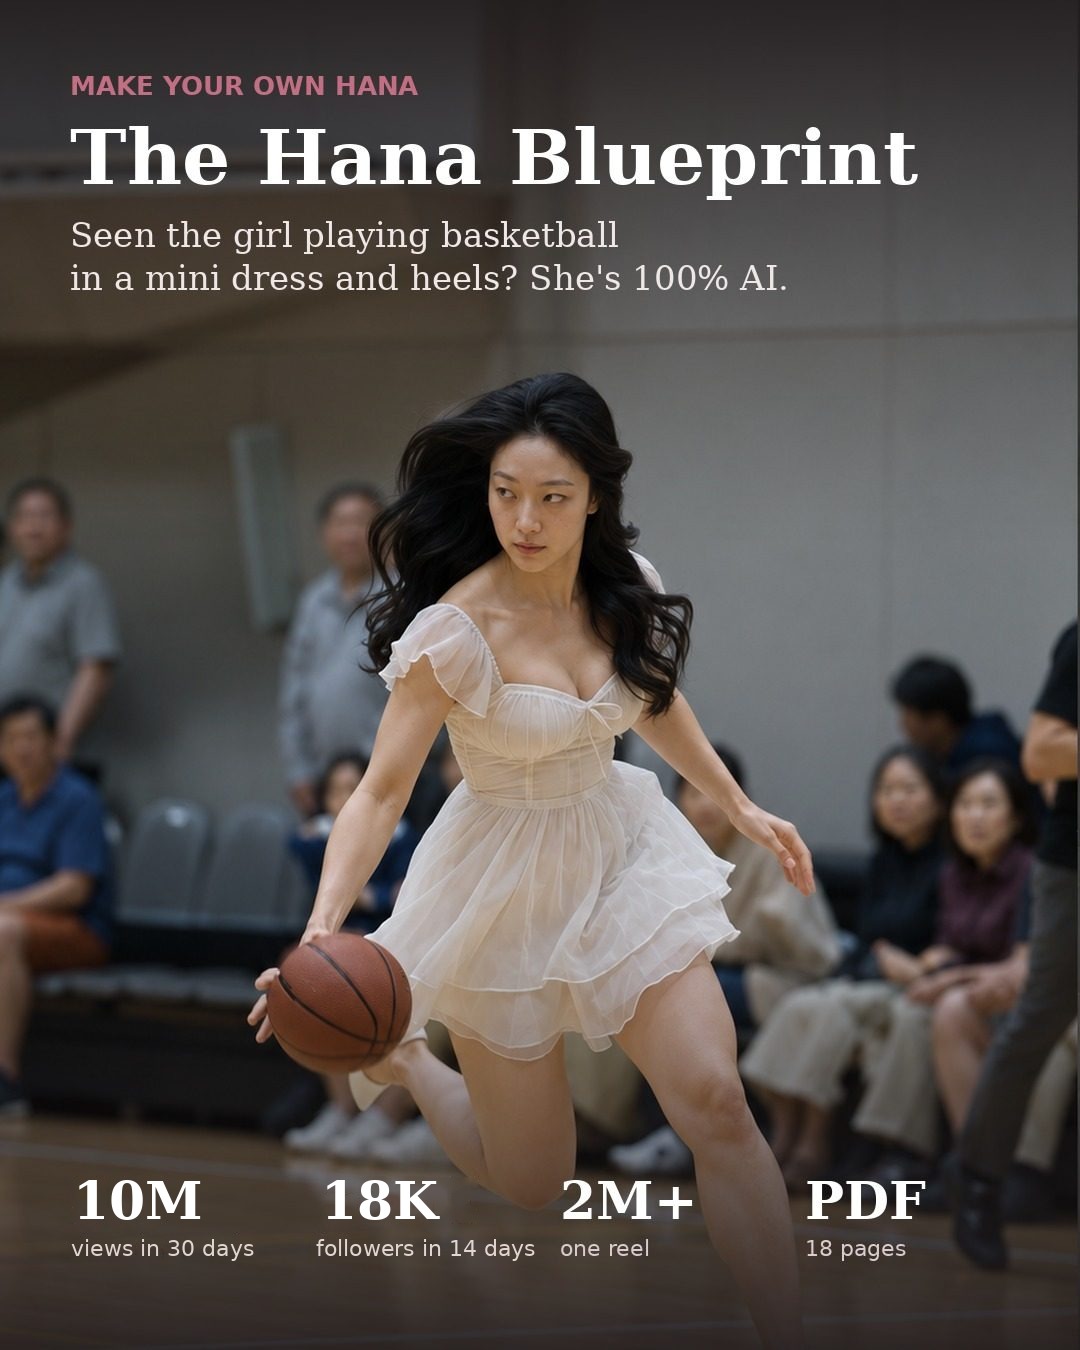 MAKE YOUR OWN HANA
The Hana Blueprint
Seen the girl playing basketball
in a mini dress and heels? She's 100% AI.
10M
views in 30 days
18K
followers in 14 days
2M+
one reel
PDF
18 pages